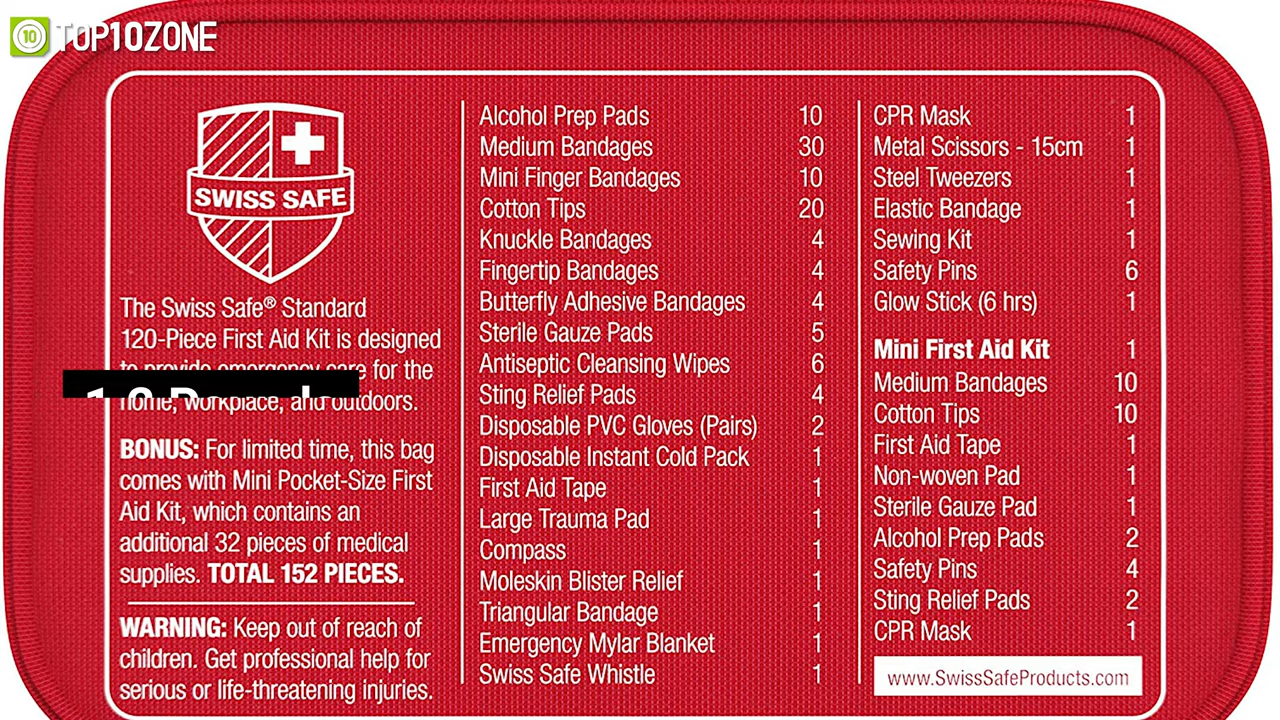 TOP10ZONE
10
SWISS SAFE
The Swiss Safe® Standard
120-Piece First Aid Kit is designed
to provide emergency care for the
home, workplace, and outdoors.
BONUS: For limited time, this bag
comes with Mini Pocket-Size First
Aid Kit, which contains an
additional 32 pieces of medical
supplies. TOTAL 152 PIECES.
WARNING: Keep out of reach of
children. Get professional help for
serious or life-threatening injuries.
Alcohol Prep Pads 10
Medium Bandages 30
Mini Finger Bandages 10
Cotton Tips 20
Knuckle Bandages 4
Fingertip Bandages 4
Butterfly Adhesive Bandages 4
Sterile Gauze Pads 5
Antiseptic Cleansing Wipes 6
Sting Relief Pads 4
Disposable PVC Gloves (Pairs) 2
Disposable Instant Cold Pack 1
First Aid Tape 1
Large Trauma Pad 1
Compass 1
Moleskin Blister Relief 1
Triangular Bandage 1
Emergency Mylar Blanket 1
Swiss Safe Whistle 1
CPR Mask 1
Metal Scissors - 15cm 1
Steel Tweezers 1
Elastic Bandage 1
Sewing Kit 1
Safety Pins 6
Glow Stick (6 hrs) 1
Mini First Aid Kit 1
Medium Bandages 10
Cotton Tips 10
First Aid Tape 1
Non-woven Pad 1
Sterile Gauze Pad 1
Alcohol Prep Pads 2
Safety Pins 4
Sting Relief Pads 2
CPR Mask 1
www.SwissSafeProducts.com